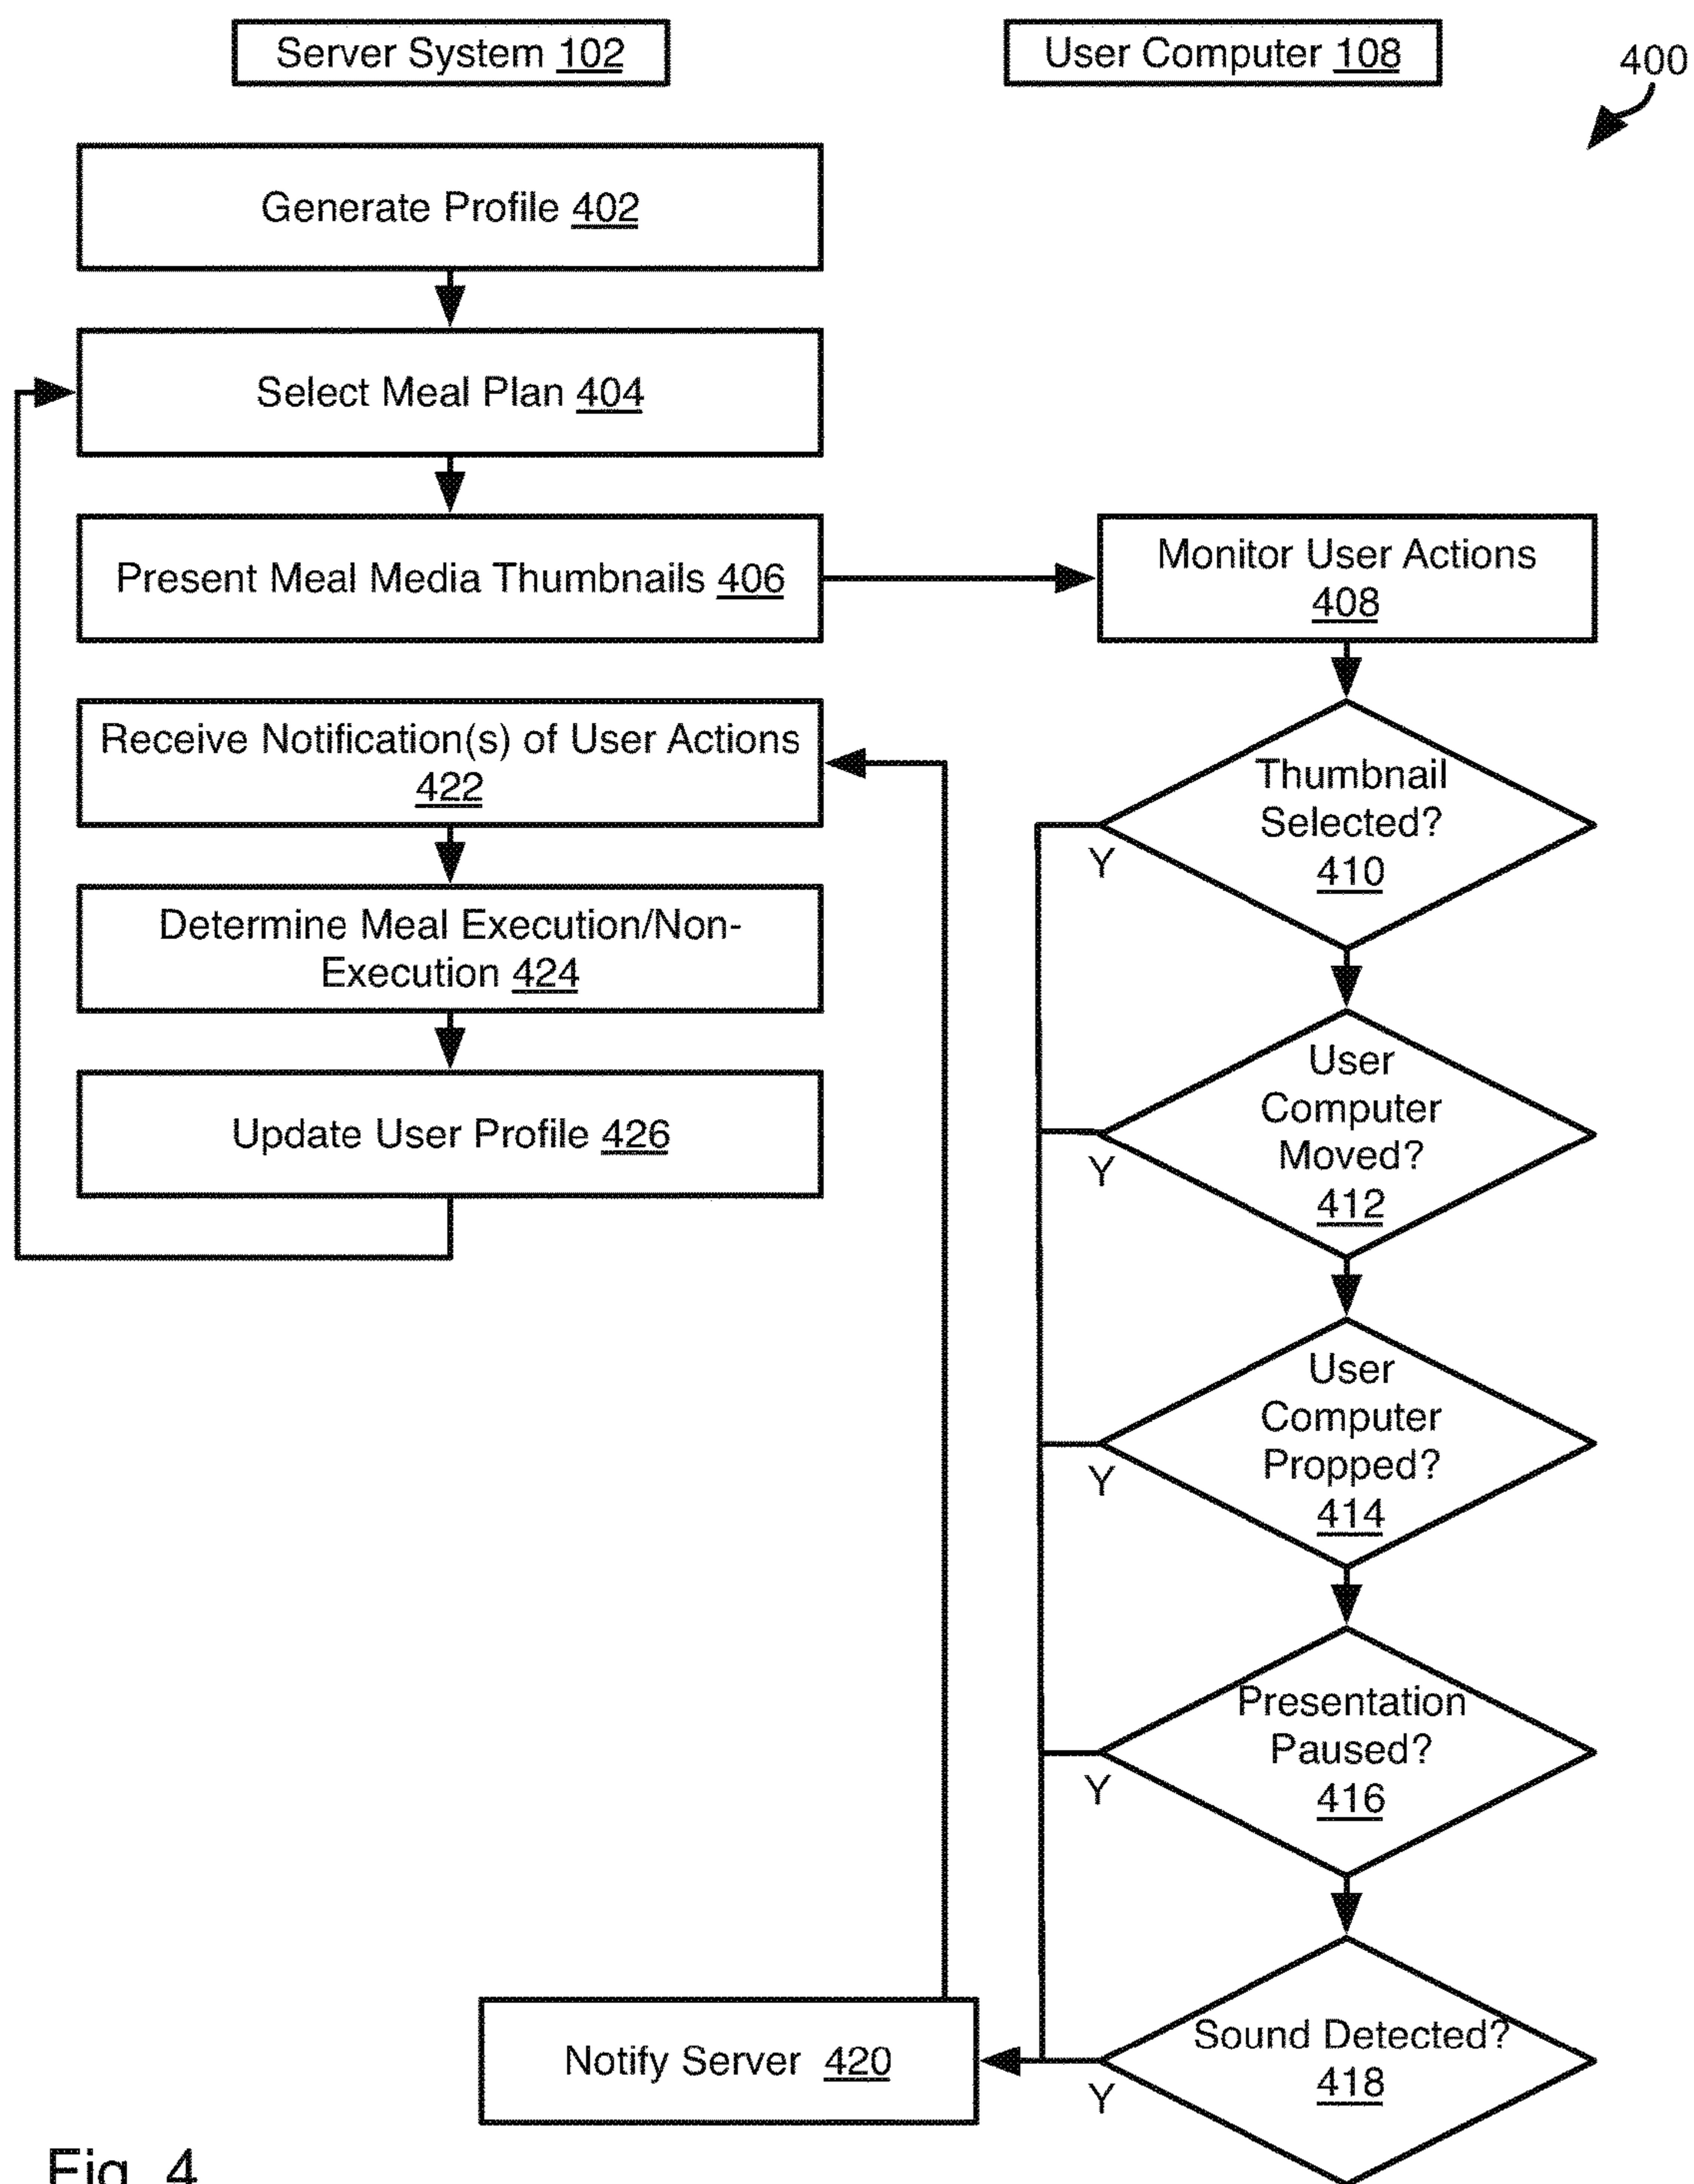 Server System 102
User Computer 108
400
Generate Profile 402
Select Meal Plan 404
Present Meal Media Thumbnails 406
Monitor User Actions
408
Receive Notification(s) of User Actions
422
Determine Meal Execution/Non-
Execution 424
Update User Profile 426
Thumbnail
Selected?
410
Y
User
Computer
Moved?
412
Y
User
Computer
Propped?
414
Y
Presentation
Paused?
416
Y
Sound Detected?
418
Y
Notify Server 420
Fig. 4